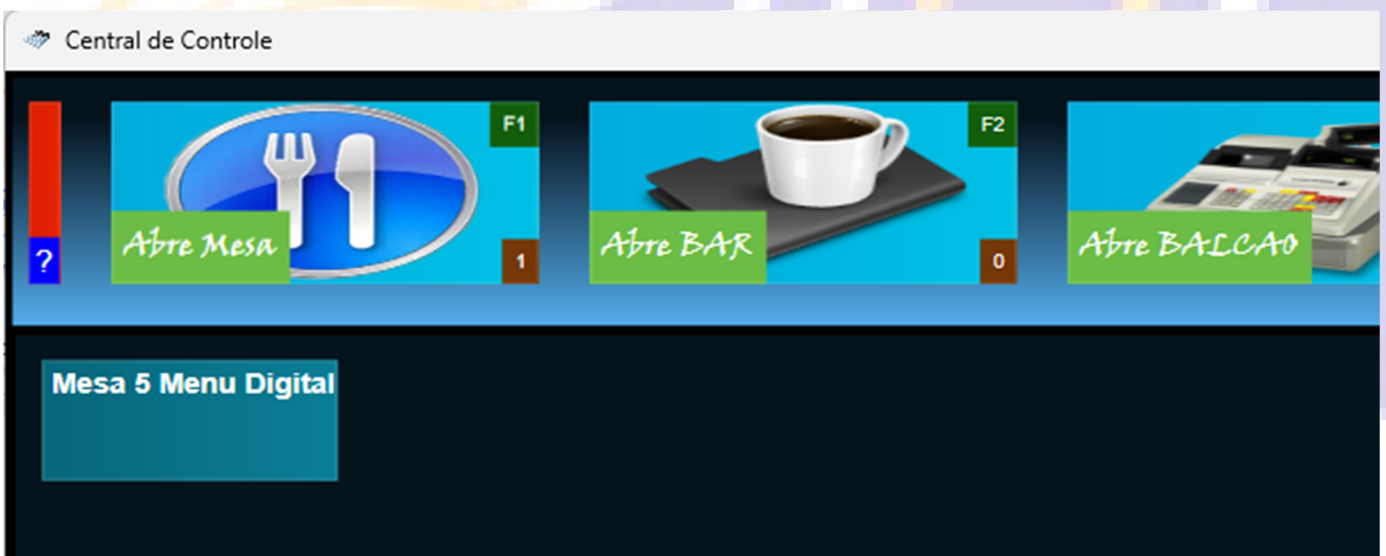 Central de Controle
F1
F2
?
Abre Mesa
1
Abre BAR
0
Abre BALCAO
Mesa 5 Menu Digital